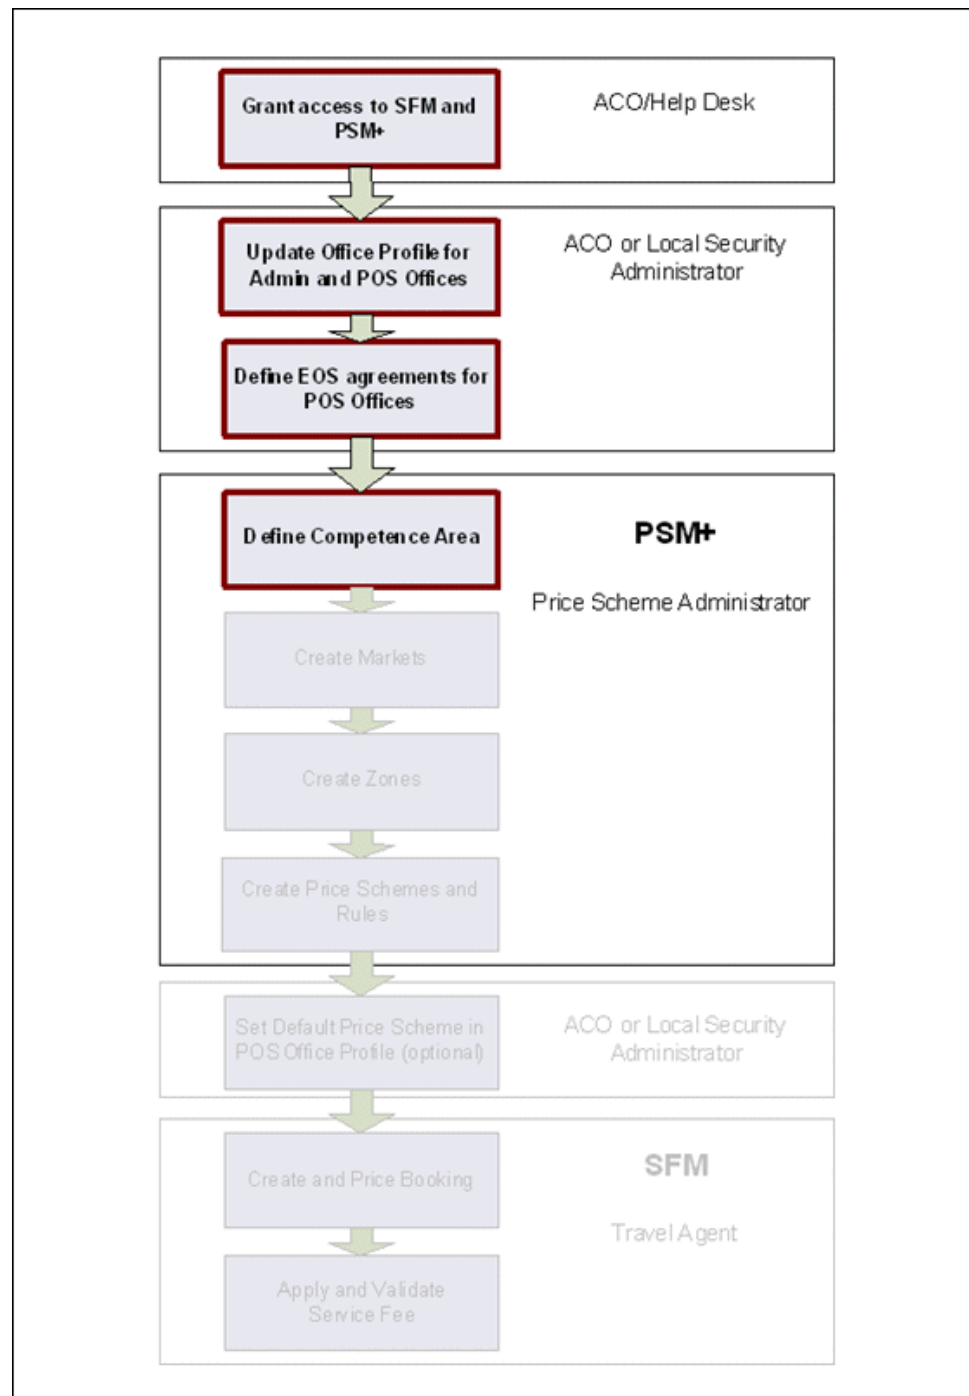 Grant access to SFM and
PSM+
ACO/Help Desk
Update Office Profile for
Admin and POS Offices
ACO or Local Security
Administrator
Define EOS agreements for
POS Offices
Define Competence Area
PSM+
Price Scheme Administrator
Create Markets
Create Zones
Create Price Schemes and
Rules
Set Default Price Scheme in
POS Office Profile (optional)
ACO or Local Security
Administrator
Create and Price Booking
SFM
Travel Agent
Apply and Validate
Service Fee